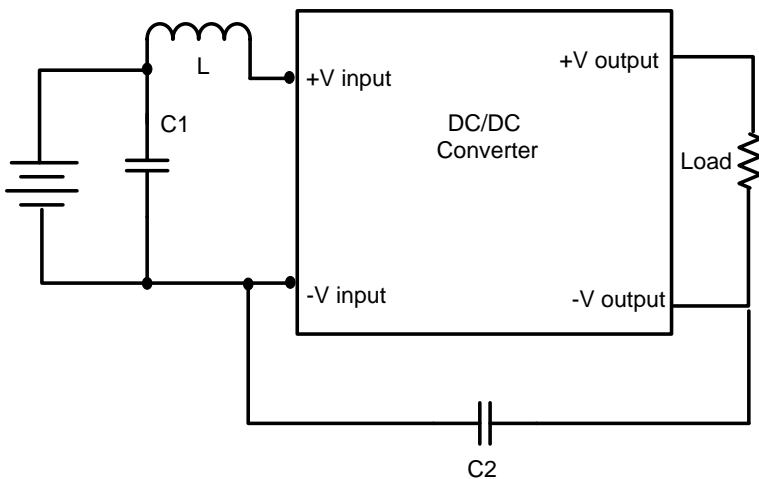 L
C1
+V input
-V input
DC/DC
Converter
+V output
Load
-V output
C2